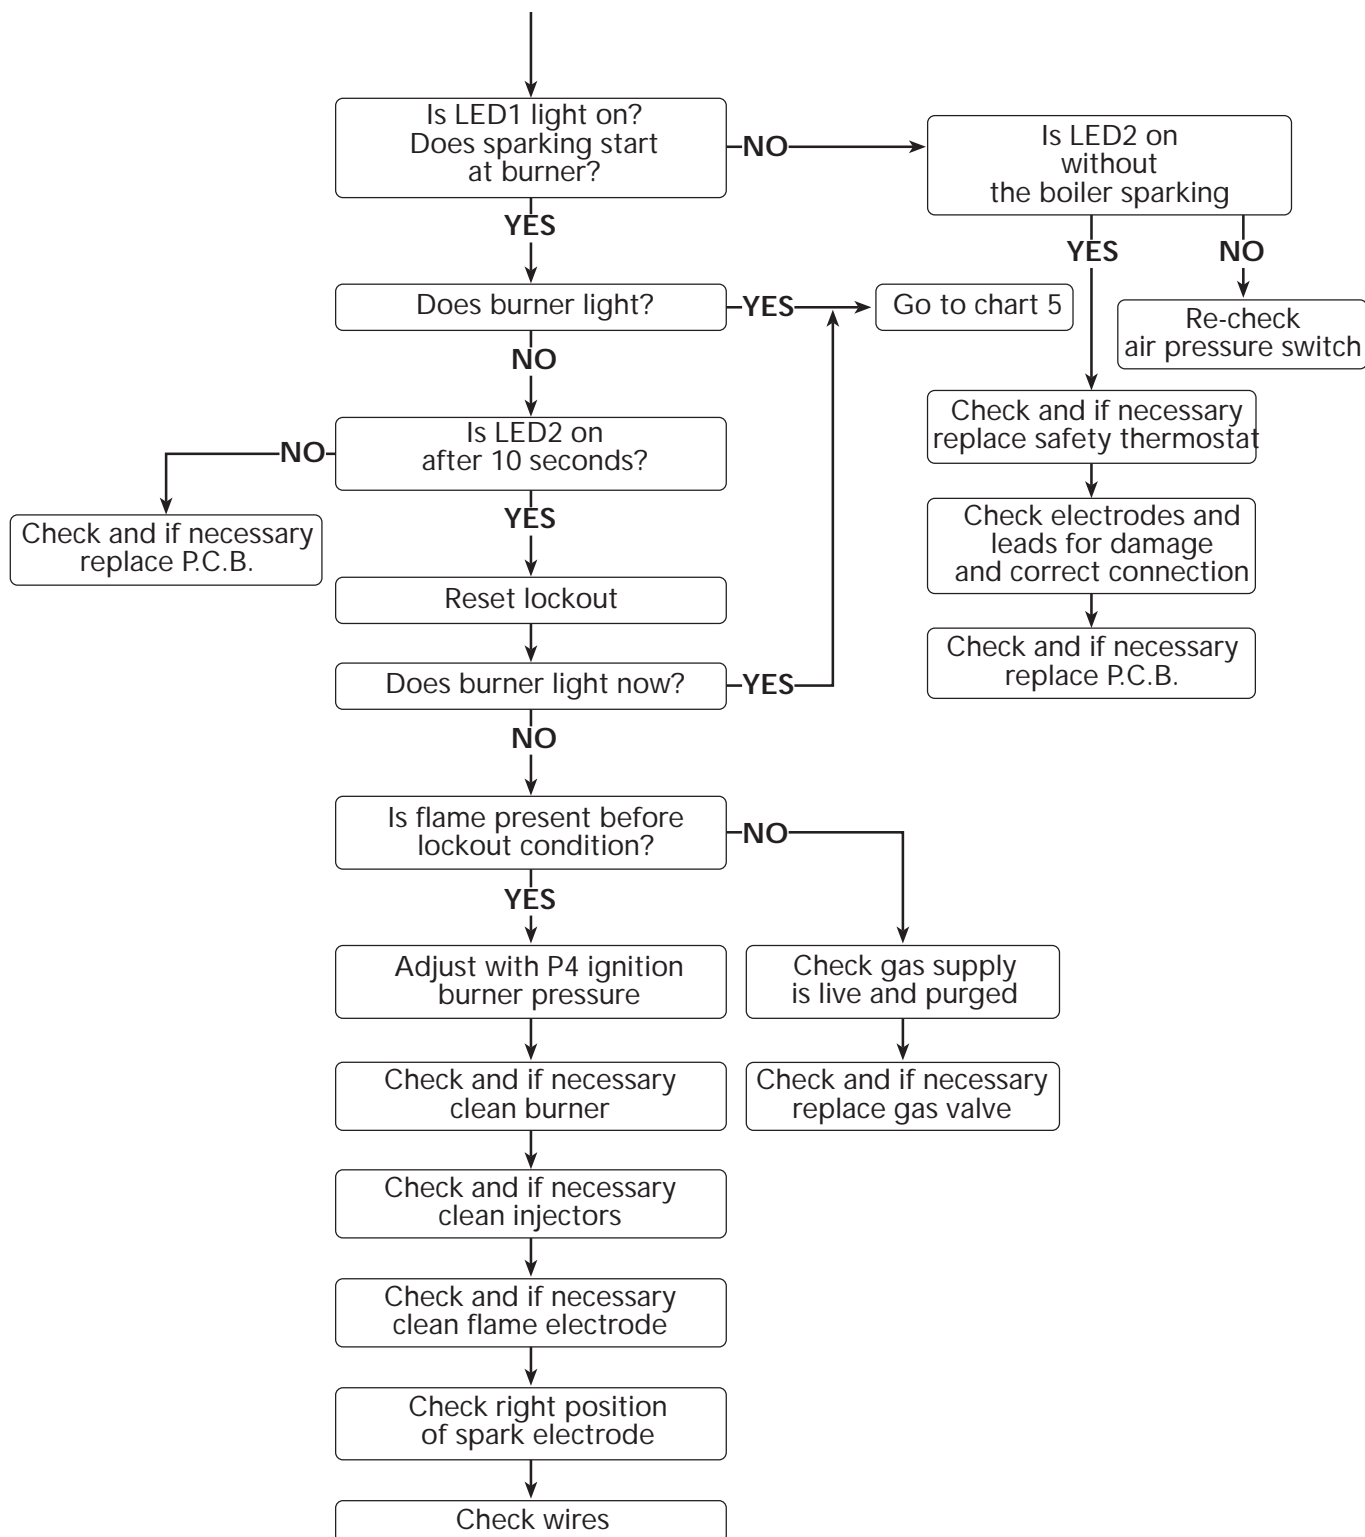 Is LED1 light on?
Does sparking start
at burner?
NO
Is LED2 on
without
the boiler sparking
YES
YES
NO
Does burner light?
YES
Go to chart 5
Re-check
air pressure switch
NO
Check and if necessary
replace safety thermostat
Is LED2 on
after 10 seconds?
NO
Check and if necessary
replace P.C.B.
YES
Check electrodes and
leads for damage
and correct connection
Reset lockout
Check and if necessary
replace P.C.B.
Does burner light now?
YES
NO
Is flame present before
lockout condition?
NO
YES
Adjust with P4 ignition
burner pressure
Check gas supply
is live and purged
Check and if necessary
clean burner
Check and if necessary
replace gas valve
Check and if necessary
clean injectors
Check and if necessary
clean flame electrode
Check right position
of spark electrode
Check wires